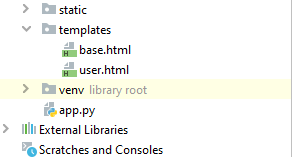 static
templates
base.html
user.html
venv library root
app.py
External Libraries
Scratches and Consoles